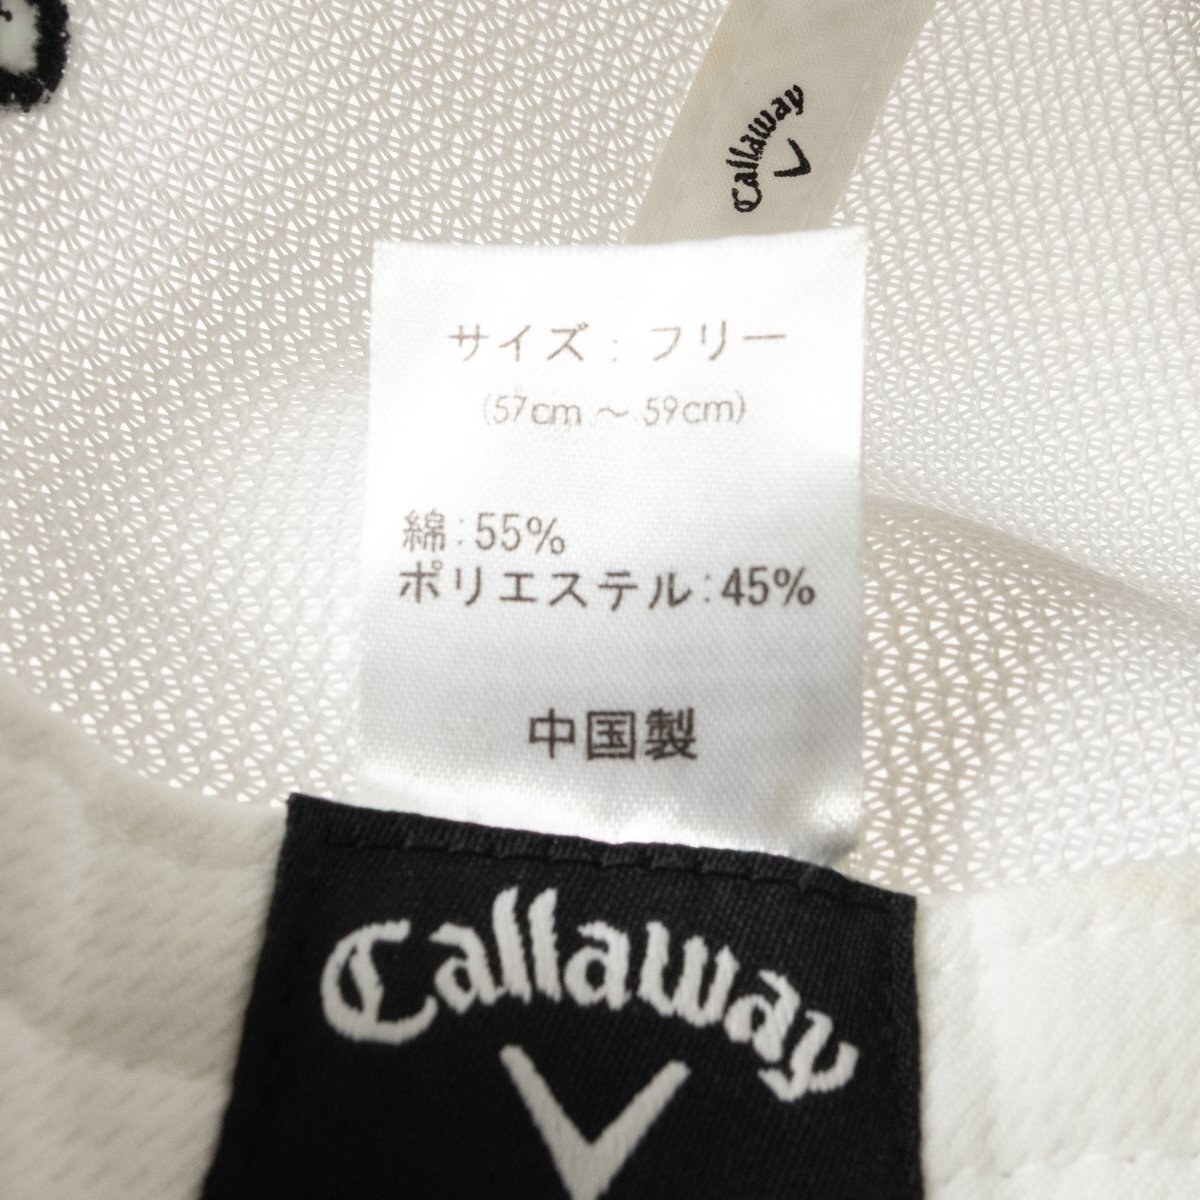 Callaway
サイズ：フリー
(57cm～59cm)
綿:55%
ポリエステル:45%
中国製
Callaway